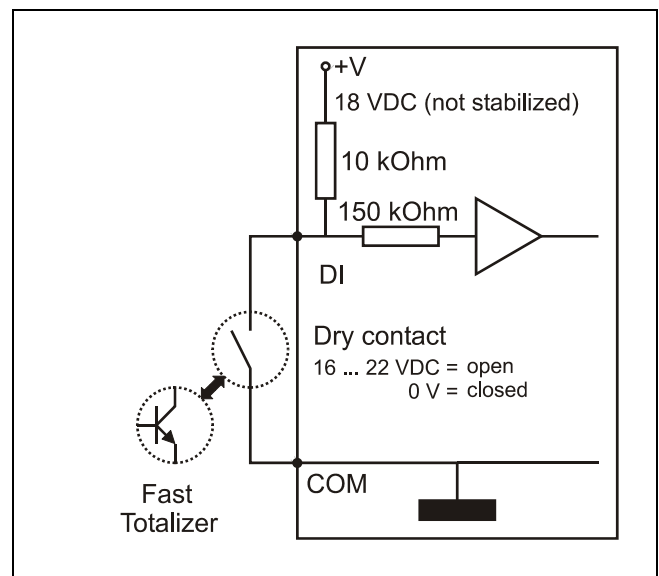 +V
18 VDC (not stabilized)
10 kOhm
150 kOhm
DI
Dry contact
16 ... 22 VDC = open
0 V = closed
COM
Fast
Totalizer